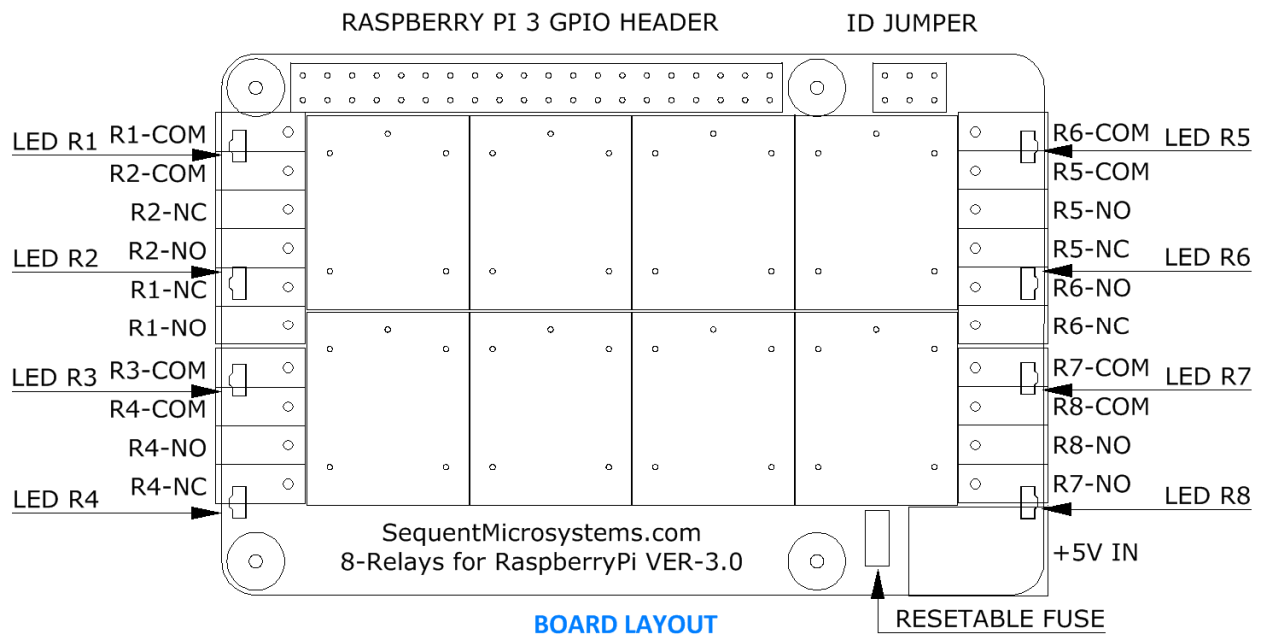 RASPBERRY PI 3 GPIO HEADER
ID JUMPER
LED R1
R1-COM
R2-COM
R2-NC
LED R2
R2-NO
R1-NC
R1-NO
LED R3
R3-COM
R4-COM
R4-NO
LED R4
R4-NC
R6-COM
LED R5
R5-COM
R5-NO
R5-NC
LED R6
R6-NO
R6-NC
R7-COM
LED R7
R8-COM
R8-NO
R7-NO
LED R8
+5V IN
SequentMicrosystems.com
8-Relays for RaspberryPi VER-3.0
RESETABLE FUSE
BOARD LAYOUT